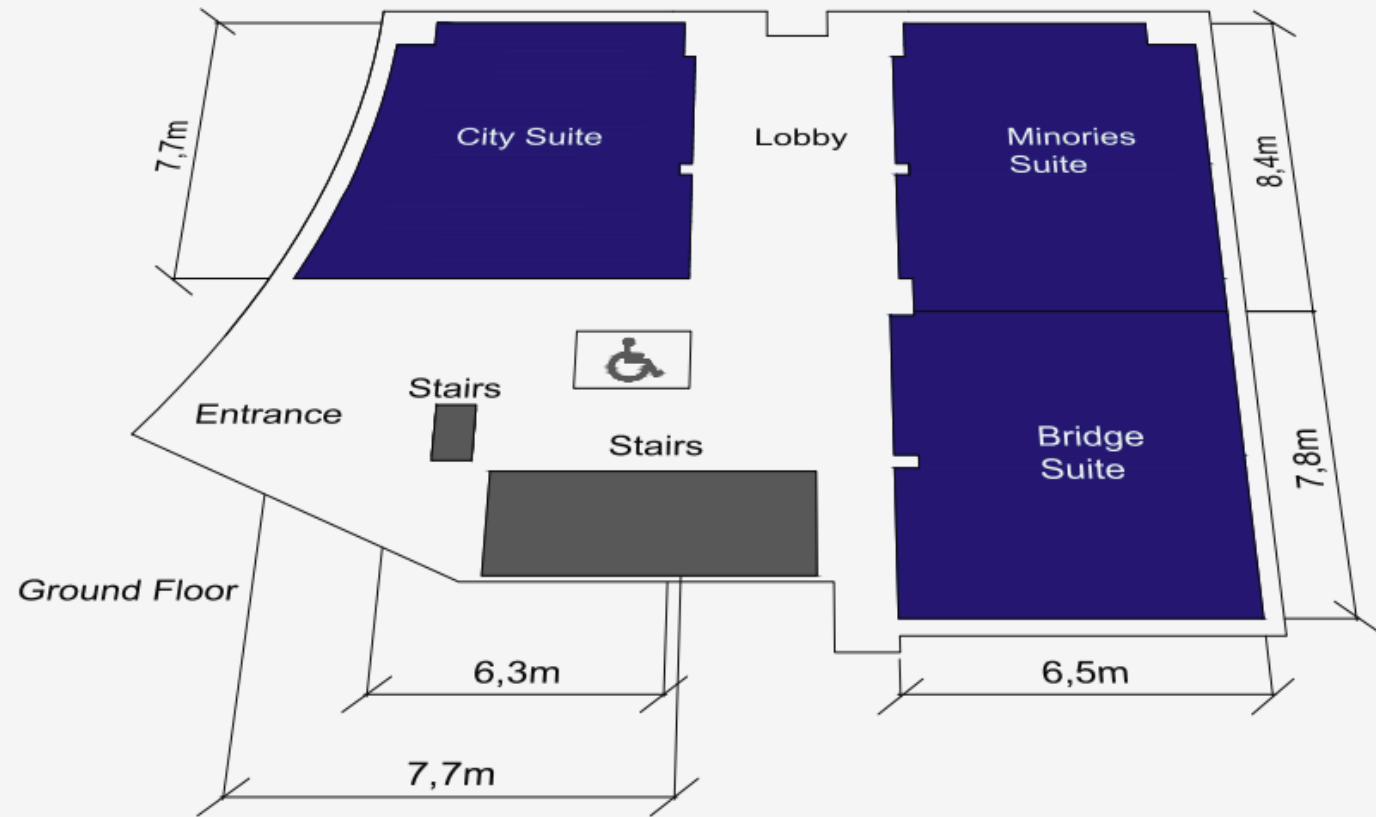 7,7m
City Suite
Lobby
Minories
Suite
8,4m
Stairs
Entrance
Stairs
Bridge
Suite
7,8m
Ground Floor
6,3m
6,5m
7,7m